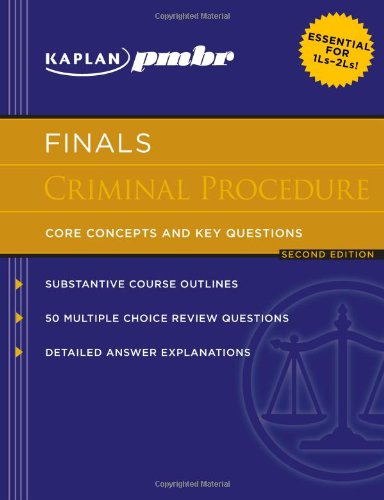 KAPLAN pmbr
ESSENTIAL FOR
1Ls–2Ls!
FINALS
CRIMINAL PROCEDURE
CORE CONCEPTS AND KEY QUESTIONS
SECOND EDITION
SUBSTANTIVE COURSE OUTLINES
50 MULTIPLE CHOICE REVIEW QUESTIONS
DETAILED ANSWER EXPLANATIONS
Copyrighted Material
Copyrighted Material